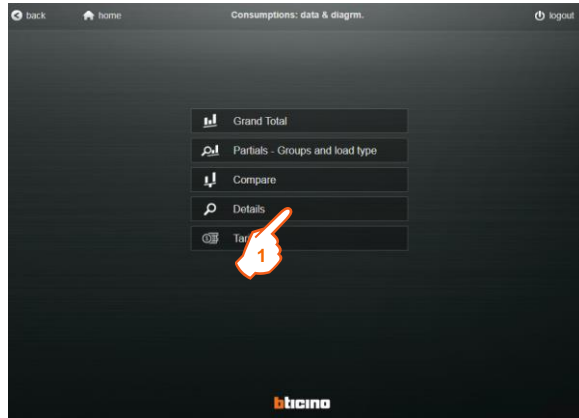 back
home
Consumptions: data & diagrm.
logout
Grand Total
Partials - Groups and load type
Compare
Details
1
bticino